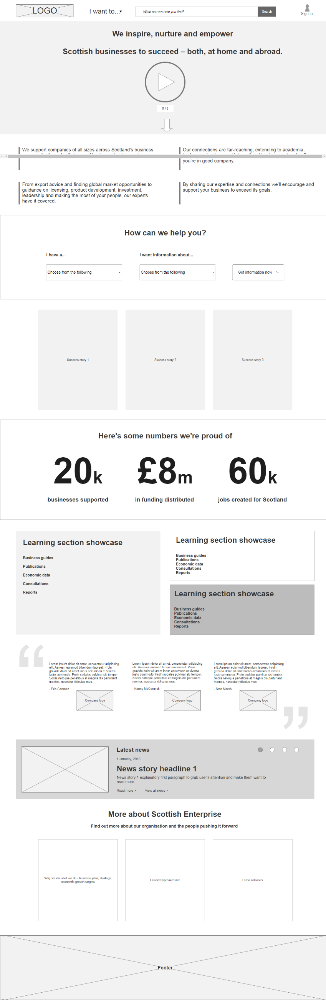 LOGO
I want to...
What can we help you find?
Search
Sign in
We inspire, nurture and empower
Scottish businesses to succeed – both, at home and abroad.
0:43
We support companies of all sizes across Scotland's business
Our connections are far-reaching, extending to academia,
you're in good company.
From export advice and finding global market opportunities to
guidance on licensing, product development, investment,
leadership and making the most of your people, our experts
have it covered.
By sharing our expertise and connections we'll encourage and
support your business to exceed its goals.
How can we help you?
I have a...
I want information about...
Choose from the following
Choose from the following
Get information now >
Success story 1
Success story 2
Success story 3
Here's some numbers we're proud of
20k
£8m
60k
businesses supported
in funding distributed
jobs created for Scotland
Learning section showcase
Business guides
Publications
Economic data
Consultations
Reports
Learning section showcase
Business guides
Publications
Economic data
Consultations
Reports
Learning section showcase
Business guides
Publications
Economic data
Consultations
Reports
“
Lorem ipsum dolor sit amet, consectetur adipiscing
elit. Aenean euismod bibendum laoreet. Proin
gravida dolor sit amet lacus accumsan et viverra
justo commodo. Proin sodales pulvinar sic tempor.
Sociis natoque penatibus et magnis dis parturient
montes, nascetur ridiculus mus.
- Eric Cartman
Company logo
Lorem ipsum dolor sit amet, consectetur adipiscing
elit. Aenean euismod bibendum laoreet. Proin
gravida dolor sit amet lacus accumsan et viverra
justo commodo. Proin sodales pulvinar sic tempor.
Sociis natoque penatibus et magnis dis parturient
montes, nascetur ridiculus mus.
- Kenny McCormick
Company logo
Lorem ipsum dolor sit amet, consectetur adipiscing
elit. Aenean euismod bibendum laoreet. Proin
gravida dolor sit amet lacus accumsan et viverra
justo commodo. Proin sodales pulvinar sic tempor.
Sociis natoque penatibus et magnis dis parturient
montes, nascetur ridiculus mus.
- Stan Marsh
Company logo
”
Latest news
1 January, 2018
News story headline 1
News story 1 explanatory first paragraph to grab user's attention and make them want to
read more.
Read more >
View all news >
More about Scottish Enterprise
Find out more about our organisation and the people pushing it forward
Why we do what we do - business plan, strategy,
economic growth targets
Leadership/board info
Press releases
Footer